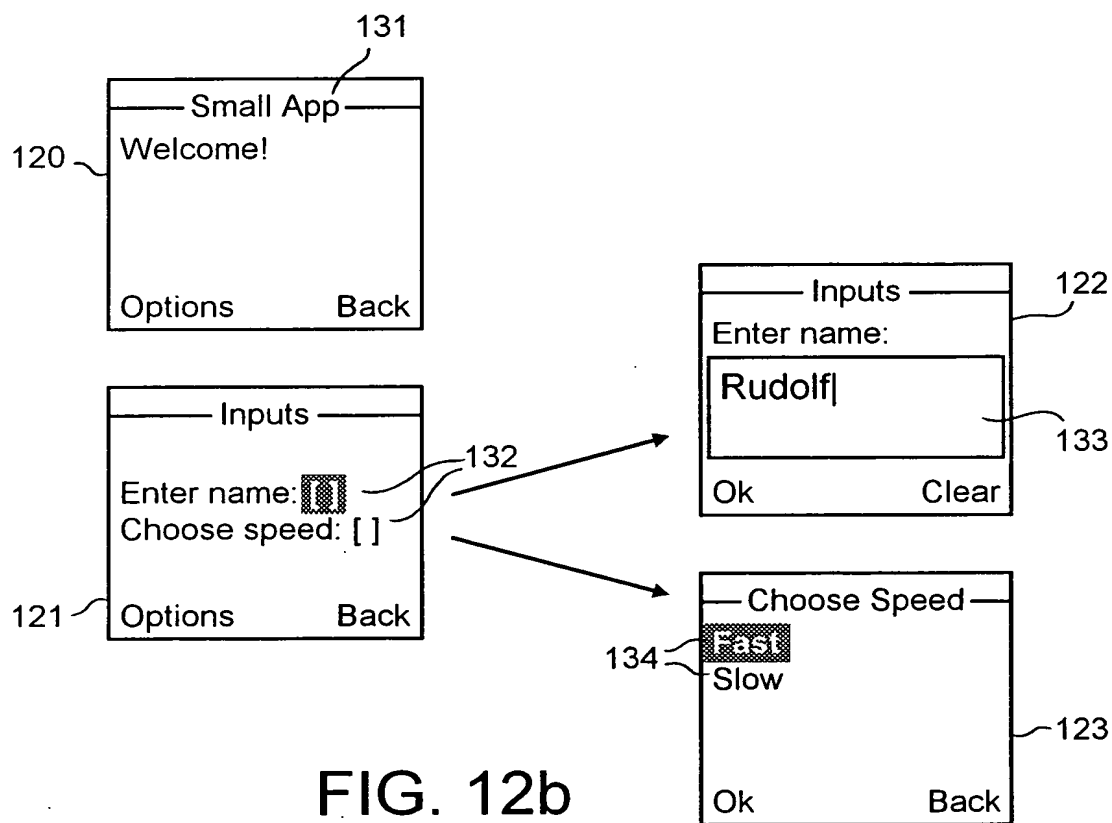 131
Small App
120
Welcome!
Options Back
Inputs
132
Enter name: [ ]
Choose speed: [ ]
121
Options Back
Inputs
122
Enter name:
Rudolf|
133
Ok Clear
Choose Speed
134
Fast
Slow
123
Ok Back
FIG. 12b